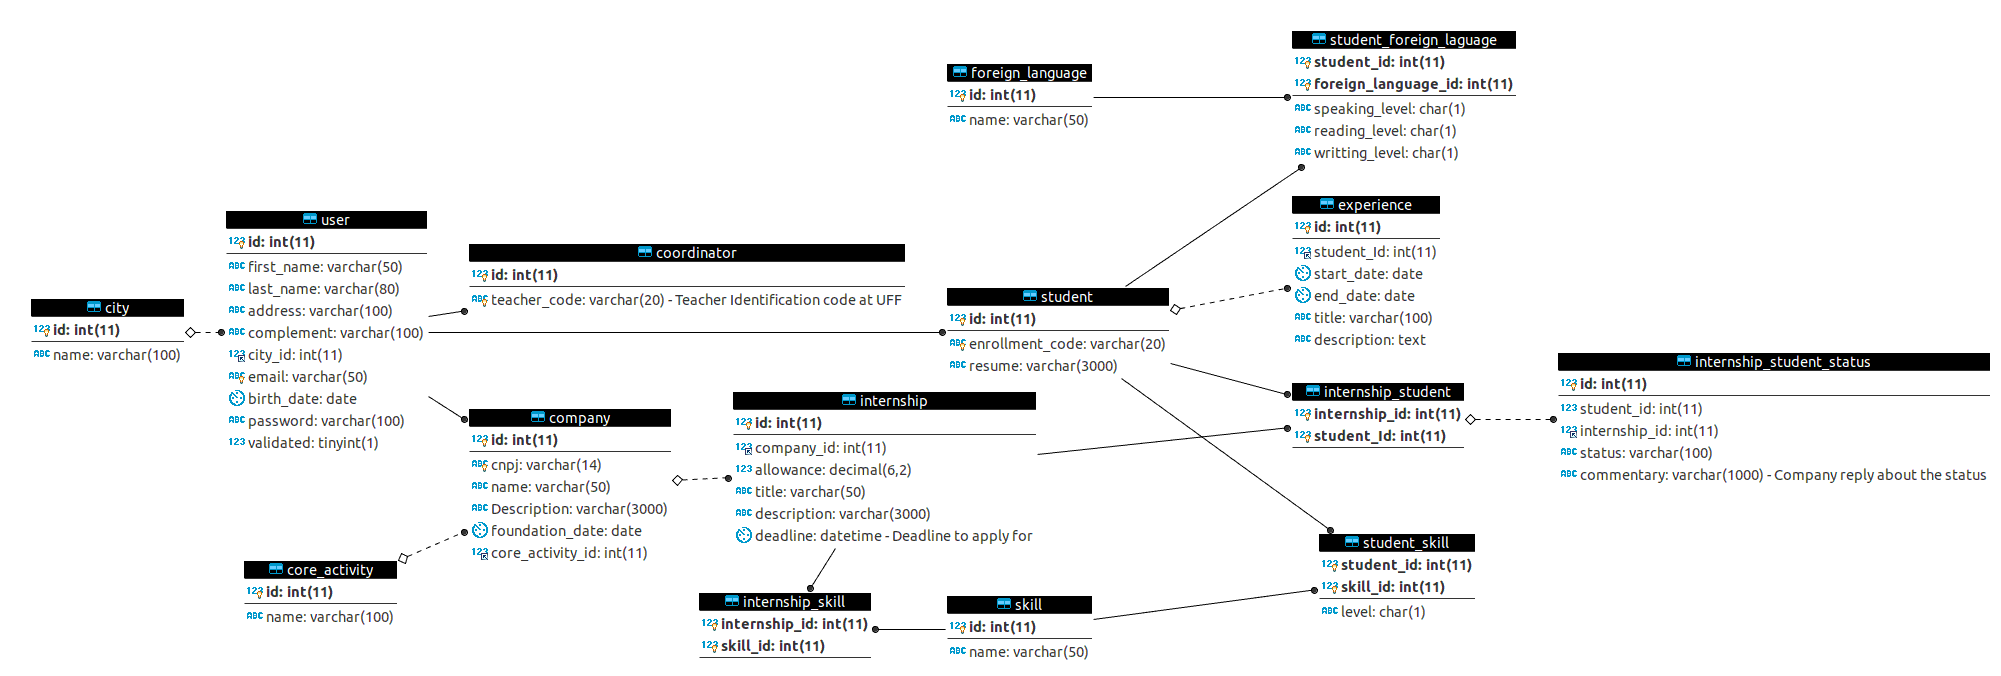 student_foreign_laguage
student_id: int(11)
foreign_language_id: int(11)
speaking_level: char(1)
reading_level: char(1)
writting_level: char(1)
foreign_language
id: int(11)
name: varchar(50)
experience
id: int(11)
student_Id: int(11)
start_date: date
end_date: date
title: varchar(100)
description: text
user
id: int(11)
first_name: varchar(50)
last_name: varchar(80)
address: varchar(100)
complement: varchar(100)
city_id: int(11)
email: varchar(50)
birth_date: date
password: varchar(100)
validated: tinyint(1)
coordinator
id: int(11)
teacher_code: varchar(20) - Teacher Identification code at UFF
city
id: int(11)
name: varchar(100)
student
id: int(11)
enrollment_code: varchar(20)
resume: varchar(3000)
internship_student_status
id: int(11)
student_id: int(11)
internship_id: int(11)
status: varchar(100)
commentary: varchar(1000) - Company reply about the status
internship_student
internship_id: int(11)
student_Id: int(11)
internship
id: int(11)
company_id: int(11)
allowance: decimal(6,2)
title: varchar(50)
description: varchar(3000)
deadline: datetime - Deadline to apply for
company
id: int(11)
cnpj: varchar(14)
name: varchar(50)
Description: varchar(3000)
foundation_date: date
core_activity_id: int(11)
core_activity
id: int(11)
name: varchar(100)
student_skill
student_id: int(11)
skill_id: int(11)
level: char(1)
internship_skill
internship_id: int(11)
skill_id: int(11)
skill
id: int(11)
name: varchar(50)